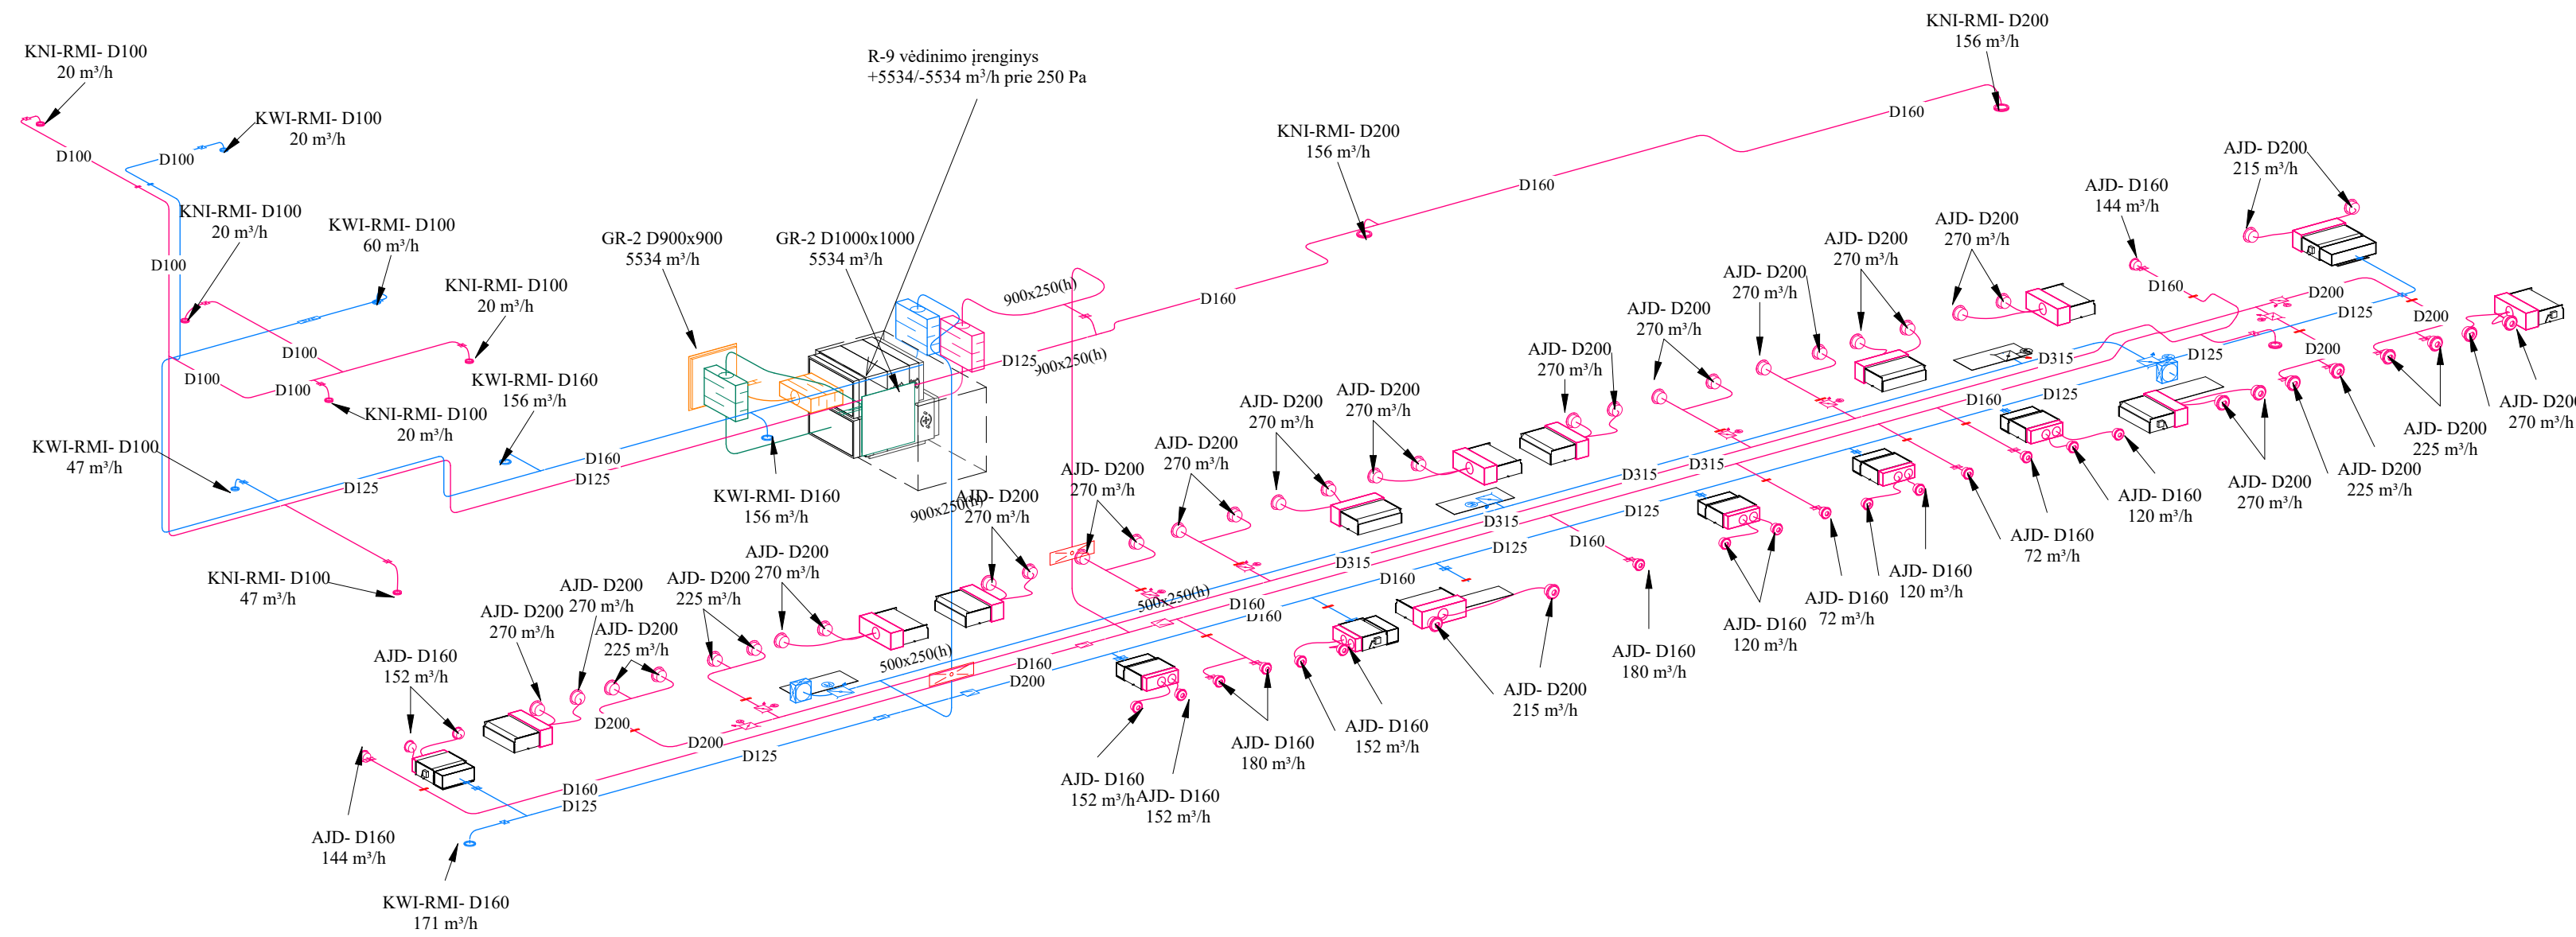 KNI-RMI- D200
156 m³/h
KNI-RMI- D100
20 m³/h
R-9 vėdinimo įrenginys
+5534/-5534 m³/h prie 250 Pa
D160
KWI-RMI- D100
20 m³/h
KNI-RMI- D200
156 m³/h
D100
D100
AJD- D200
215 m³/h
D160
AJD- D160
144 m³/h
KNI-RMI- D100
20 m³/h
KWI-RMI- D100
60 m³/h
GR-2 D900x900
5534 m³/h
GR-2 D1000x1000
5534 m³/h
AJD- D200
270 m³/h
AJD- D200
270 m³/h
D100
AJD- D200
270 m³/h
KNI-RMI- D100
20 m³/h
900x250(h)
D160
D160
D200
D125
AJD- D200
270 m³/h
D200
D100
D125
900x250(h)
AJD- D200
270 m³/h
D315
D125
D200
D100
D100
KWI-RMI- D160
156 m³/h
AJD- D200
270 m³/h
D125
D160
AJD- D200
270 m³/h
AJD- D200
270 m³/h
KNI-RMI- D100
20 m³/h
AJD- D200
225 m³/h
KWI-RMI- D100
47 m³/h
AJD- D200
270 m³/h
D160
D125
D125
D315
D315
AJD- D200
270 m³/h
AJD- D200
225 m³/h
AJD- D200
270 m³/h
KWI-RMI- D160
156 m³/h
AJD- D200
270 m³/h
900x250(h)
AJD- D160
120 m³/h
D125
D315
D125
D160
AJD- D160
72 m³/h
AJD- D200
270 m³/h
D315
D160
AJD- D160
120 m³/h
KNI-RMI- D100
47 m³/h
AJD- D200
270 m³/h
AJD- D200
225 m³/h
500x250(h)
D160
D160
AJD- D160
72 m³/h
AJD- D200
270 m³/h
AJD- D200
225 m³/h
AJD- D160
120 m³/h
AJD- D160
152 m³/h
500x250(h)
D160
D200
AJD- D160
180 m³/h
AJD- D200
215 m³/h
D200
D200
D125
AJD- D160
152 m³/h
AJD- D160
180 m³/h
AJD- D160
152 m³/h
AJD- D160
152 m³/h
D160
D125
AJD- D160
144 m³/h
KWI-RMI- D160
171 m³/h